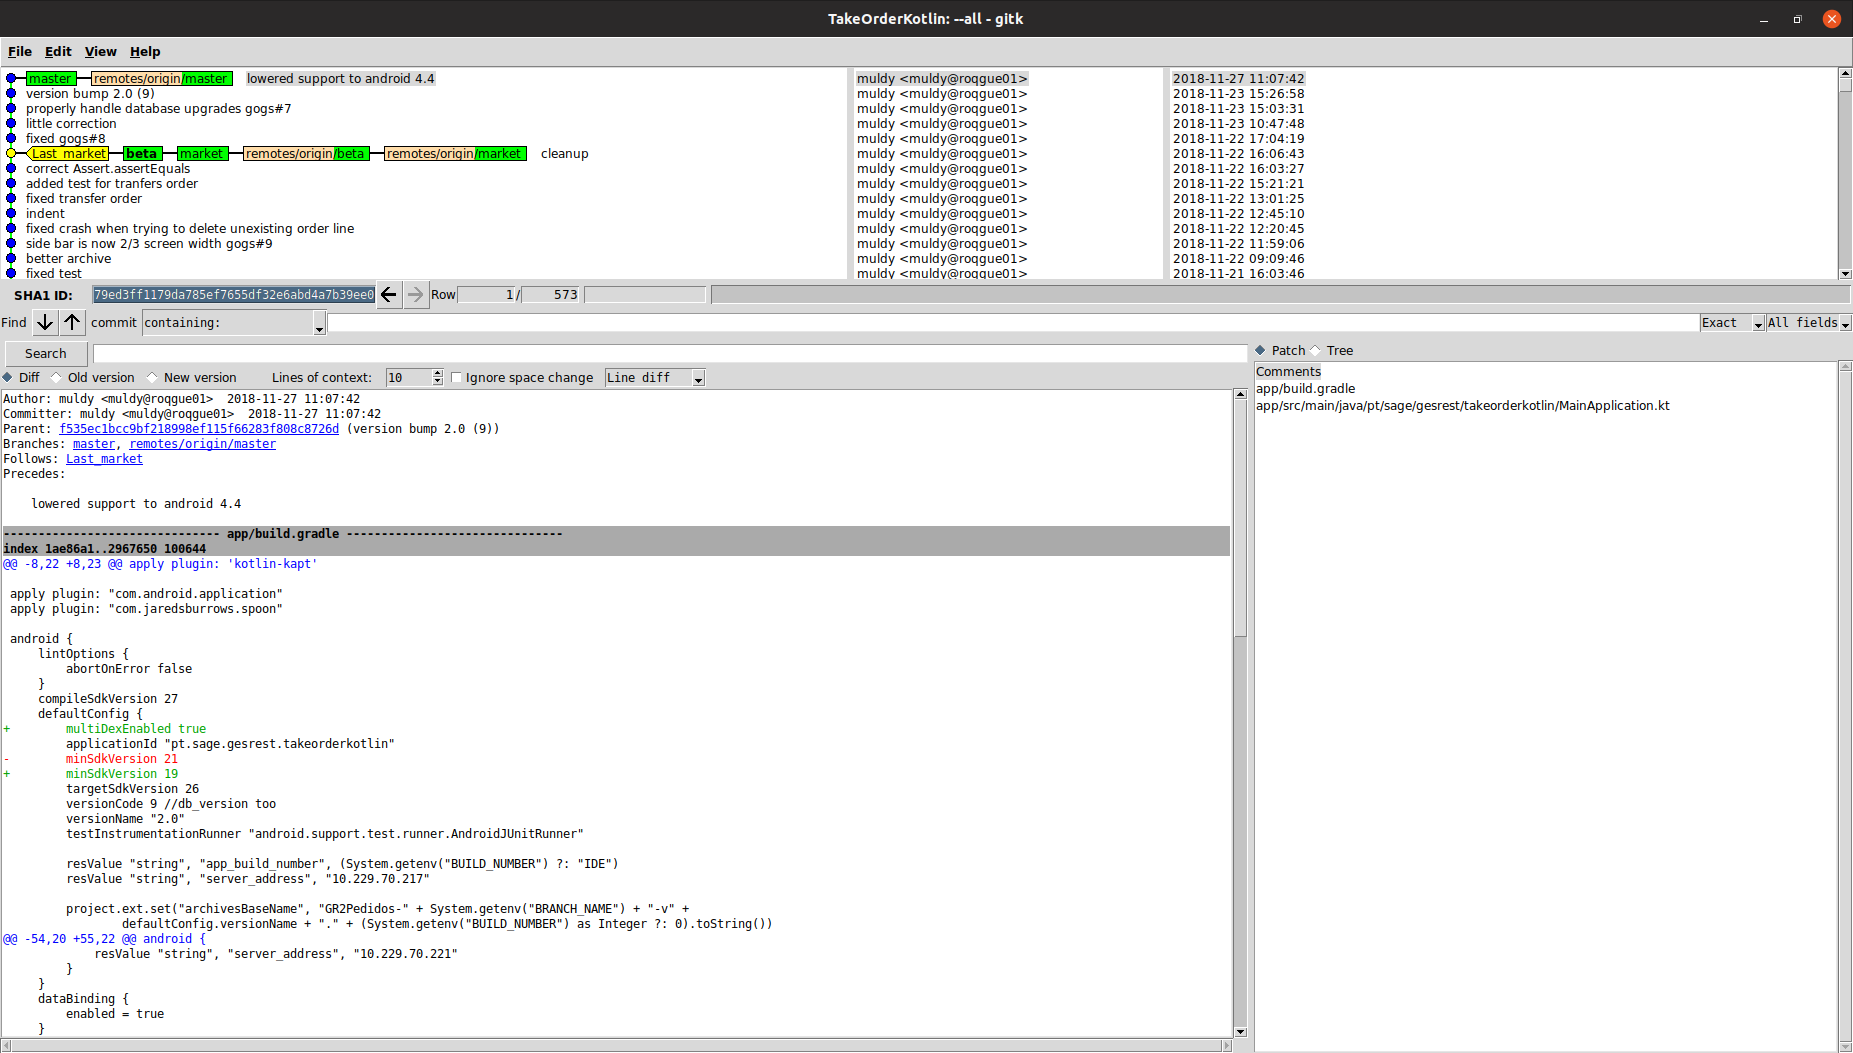 TakeOrderKotlin: --all - gitk
File Edit View Help
master remotes/origin/master lowered support to android 4.4 muldy <muldy@roqgue01> 2018-11-27 11:07:42
version bump 2.0 (9) muldy <muldy@roqgue01> 2018-11-23 15:26:58
properly handle database upgrades gogs#7 muldy <muldy@roqgue01> 2018-11-23 15:03:31
little correction muldy <muldy@roqgue01> 2018-11-23 10:47:48
fixed gogs#8 muldy <muldy@roqgue01> 2018-11-22 17:04:19
Last_market beta market remotes/origin/beta remotes/origin/market cleanup muldy <muldy@roqgue01> 2018-11-22 16:06:43
correct Assert.assertEquals muldy <muldy@roqgue01> 2018-11-22 16:03:27
added test for tranfers order muldy <muldy@roqgue01> 2018-11-22 15:21:21
fixed transfer order muldy <muldy@roqgue01> 2018-11-22 13:01:25
indent muldy <muldy@roqgue01> 2018-11-22 12:45:10
fixed crash when trying to delete unexisting order line muldy <muldy@roqgue01> 2018-11-22 12:20:45
side bar is now 2/3 screen width gogs#9 muldy <muldy@roqgue01> 2018-11-22 11:59:06
better archive muldy <muldy@roqgue01> 2018-11-22 09:09:46
fixed test muldy <muldy@roqgue01> 2018-11-21 16:03:46
SHA1 ID: 79ed3ff1179da785ef7655df32e6abd4a7b39ee0 Row 1 / 573
Find commit containing: Exact All fields
Search
Patch Tree
Diff Old version New version Lines of context: 10 Ignore space change Line diff
Comments
app/build.gradle
app/src/main/java/pt/sage/gesrest/takeorderkotlin/MainApplication.kt
Author: muldy <muldy@roqgue01>  2018-11-27 11:07:42
Committer: muldy <muldy@roqgue01>  2018-11-27 11:07:42
Parent: f535ec1bcc9bf218998ef115f66283f808c8726d (version bump 2.0 (9))
Branches: master, remotes/origin/master
Follows: Last_market
Precedes:
lowered support to android 4.4
------------------------------- app/build.gradle -------------------------------
index 1ae86a1..2967650 100644
@@ -8,22 +8,23 @@ apply plugin: 'kotlin-kapt'
apply plugin: "com.android.application"
apply plugin: "com.jaredsburrows.spoon"
android {
lintOptions {
abortOnError false
}
compileSdkVersion 27
defaultConfig {
+ multiDexEnabled true
applicationId "pt.sage.gesrest.takeorderkotlin"
- minSdkVersion 21
+ minSdkVersion 19
targetSdkVersion 26
versionCode 9 //db_version too
versionName "2.0"
testInstrumentationRunner "android.support.test.runner.AndroidJUnitRunner"
resValue "string", "app_build_number", (System.getenv("BUILD_NUMBER") ?: "IDE")
resValue "string", "server_address", "10.229.70.217"
project.ext.set("archivesBaseName", "GR2Pedidos-" + System.getenv("BRANCH_NAME") + "-v" +
defaultConfig.versionName + "." + (System.getenv("BUILD_NUMBER") as Integer ?: 0).toString())
@@ -54,20 +55,22 @@ android {
resValue "string", "server_address", "10.229.70.221"
}
}
dataBinding {
enabled = true
}